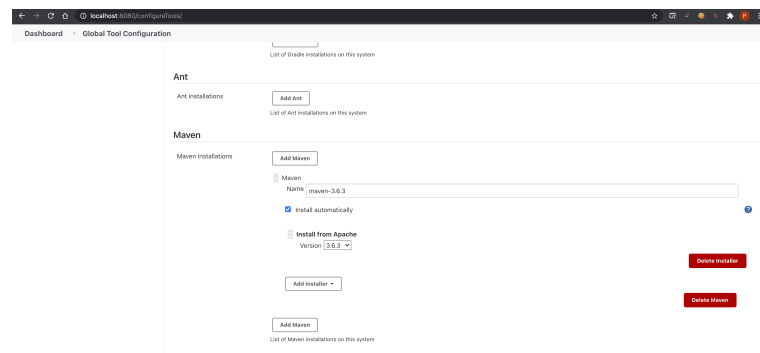 localhost:8080/configureTools/
P
Dashboard Global Tool Configuration
List of Gradle installations on this system
Ant
Ant installations
Add Ant
List of Ant installations on this system
Maven
Maven installations
Add Maven
Maven
Name maven-3.6.3
Install automatically
?
Install from Apache
Version 3.6.3
Delete Installer
Add Installer
Delete Maven
Add Maven
List of Maven installations on this system